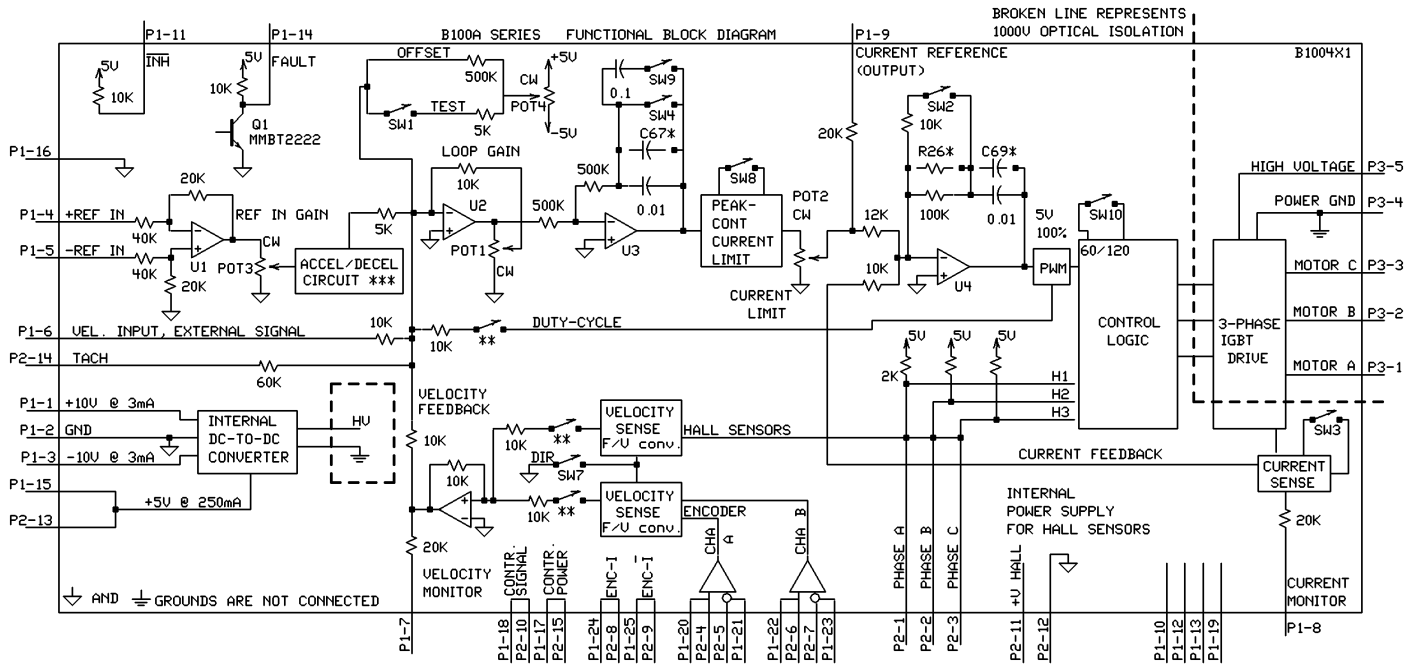 BROKEN LINE REPRESENTS
1000V OPTICAL ISOLATION
P1-11
P1-14
B100A SERIES FUNCTIONAL BLOCK DIAGRAM
P1-9
B1004X1
INH
FAULT
5V
10K
5V
10K
Q1
MMBT2222
OFFSET
500K
TEST
SW1
5K
CW
POT4
+5V
-5V
0.1
SW9
SW4
C67*
500K
0.01
CURRENT REFERENCE
(OUTPUT)
20K
SW2
10K
R26*
C69*
100K
0.01
P1-16
P1-4
+REF IN
40K
20K
REF IN GAIN
P1-5
-REF IN
40K
U1
20K
CW
POT3
ACCEL/DECEL
CIRCUIT ***
5K
LOOP GAIN
10K
U2
POT1
CW
500K
U3
SW8
PEAK-
CONT
CURRENT
LIMIT
POT2
CW
CURRENT
LIMIT
12K
10K
U4
5V
100%
PWM
SW10
60/120
CONTROL
LOGIC
3-PHASE
IGBT
DRIVE
HIGH VOLTAGE
P3-5
POWER GND
P3-4
MOTOR C
P3-3
MOTOR B
P3-2
MOTOR A
P3-1
P1-6
VEL. INPUT, EXTERNAL SIGNAL
10K
10K
**
DUTY-CYCLE
P2-14
TACH
60K
5V
5V
5V
2K
H1
H2
H3
P1-1
+10V @ 3mA
P1-2
GND
P1-3
-10V @ 3mA
P1-15
P2-13
+5V @ 250mA
INTERNAL
DC-TO-DC
CONVERTER
HV
VELOCITY
FEEDBACK
10K
10K
10K
**
VELOCITY
SENSE
F/V conv.
HALL SENSORS
DIR
SW7
10K
**
VELOCITY
SENSE
F/V conv.
ENCODER
CURRENT FEEDBACK
SW3
CURRENT
SENSE
20K
CURRENT
MONITOR
P1-8
INTERNAL
POWER SUPPLY
FOR HALL SENSORS
20K
VELOCITY
MONITOR
P1-7
CONTR.
SIGNAL
CONTR.
POWER
ENC-I
ENC-I
CHA
A
CHA B
PHASE A
PHASE B
PHASE C
+V HALL
AND
GROUNDS ARE NOT CONNECTED
P1-18
P2-10
P1-17
P2-15
P1-24
P2-8
P1-25
P2-9
P1-20
P2-4
P2-5
P1-21
P1-22
P2-6
P2-7
P1-23
P2-1
P2-2
P2-3
P2-11
P2-12
P1-10
P1-12
P1-13
P1-19